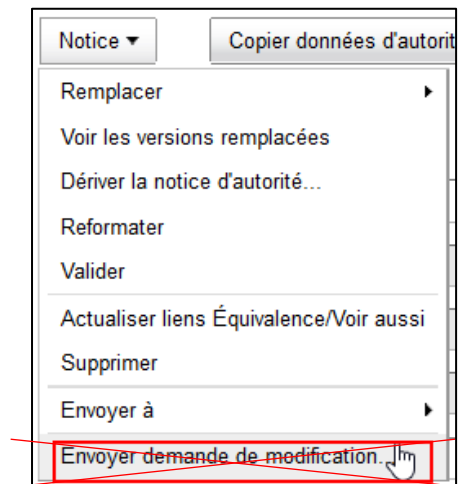 Notice ▼ Copier données d'autorit
Remplacer ▸
Voir les versions remplacées
Dériver la notice d'autorité...
Reformater
Valider
Actualiser liens Équivalence/Voir aussi
Supprimer
Envoyer à ▸
Envoyer demande de modification..